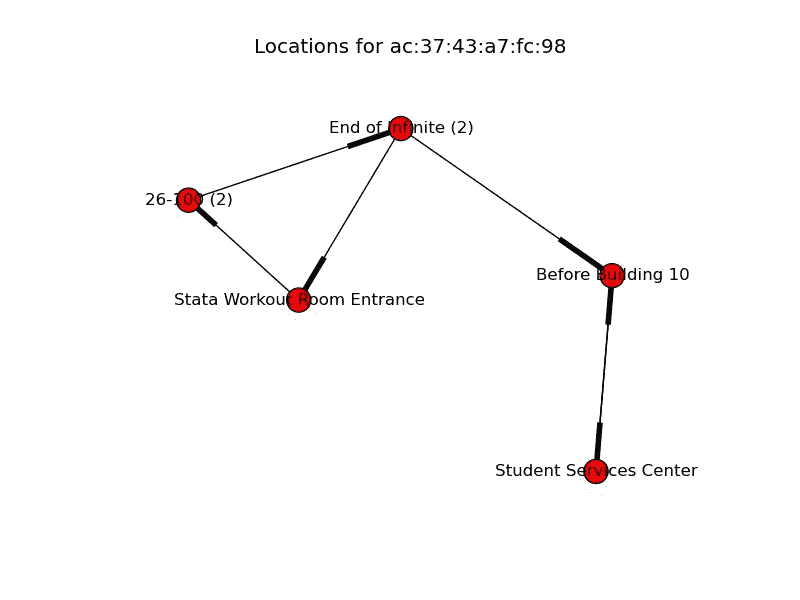 Locations for ac:37:43:a7:fc:98
End of Infinite (2)
26-100 (2)
Before Building 10
Stata Workout Room Entrance
Student Services Center